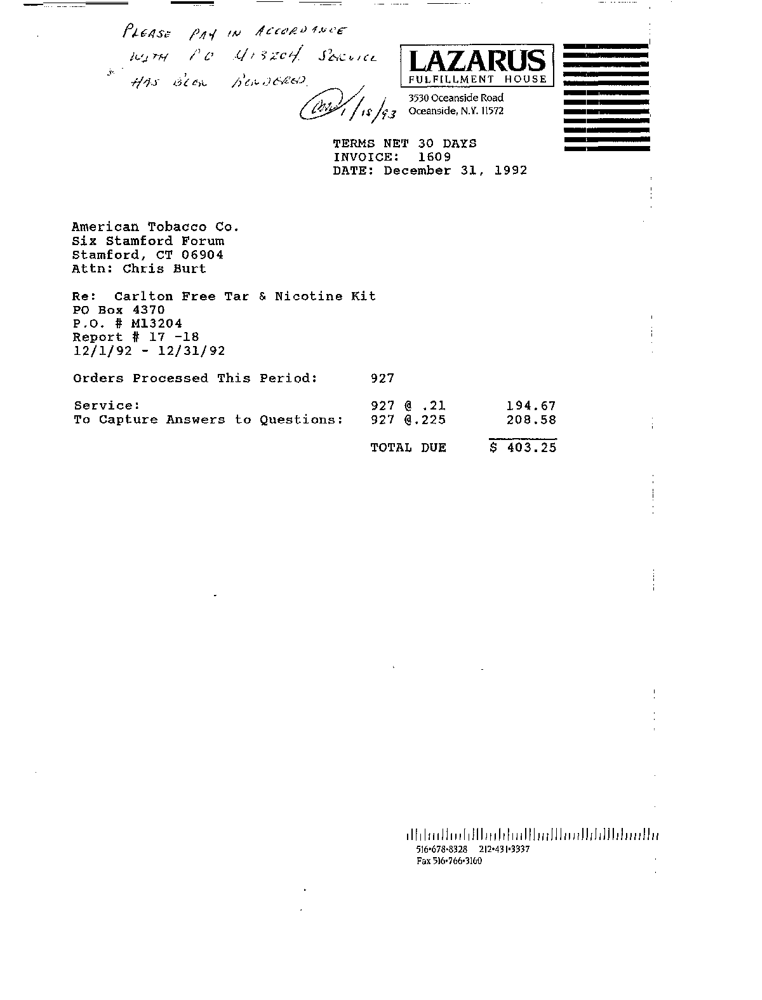 PLEASE PAY IN ACCORDANCE
WITH PO M13204. SERVICE
HAS BEEN RENDERED.
1/15/93
LAZARUS
FULFILLMENT HOUSE
3530 Oceanside Road
Oceanside, N.Y. 11572
TERMS NET 30 DAYS
INVOICE: 1609
DATE: December 31, 1992
American Tobacco Co.
Six Stamford Forum
Stamford, CT 06904
Attn: Chris Burt
Re: Carlton Free Tar & Nicotine Kit
PO Box 4370
P.O. # M13204
Report # 17 -18
12/1/92 - 12/31/92
Orders Processed This Period: 927
Service: 927 @ .21 194.67
To Capture Answers to Questions: 927 @.225 208.58
TOTAL DUE $ 403.25
516•678•8328 212•431•3337
Fax 516•766•3160